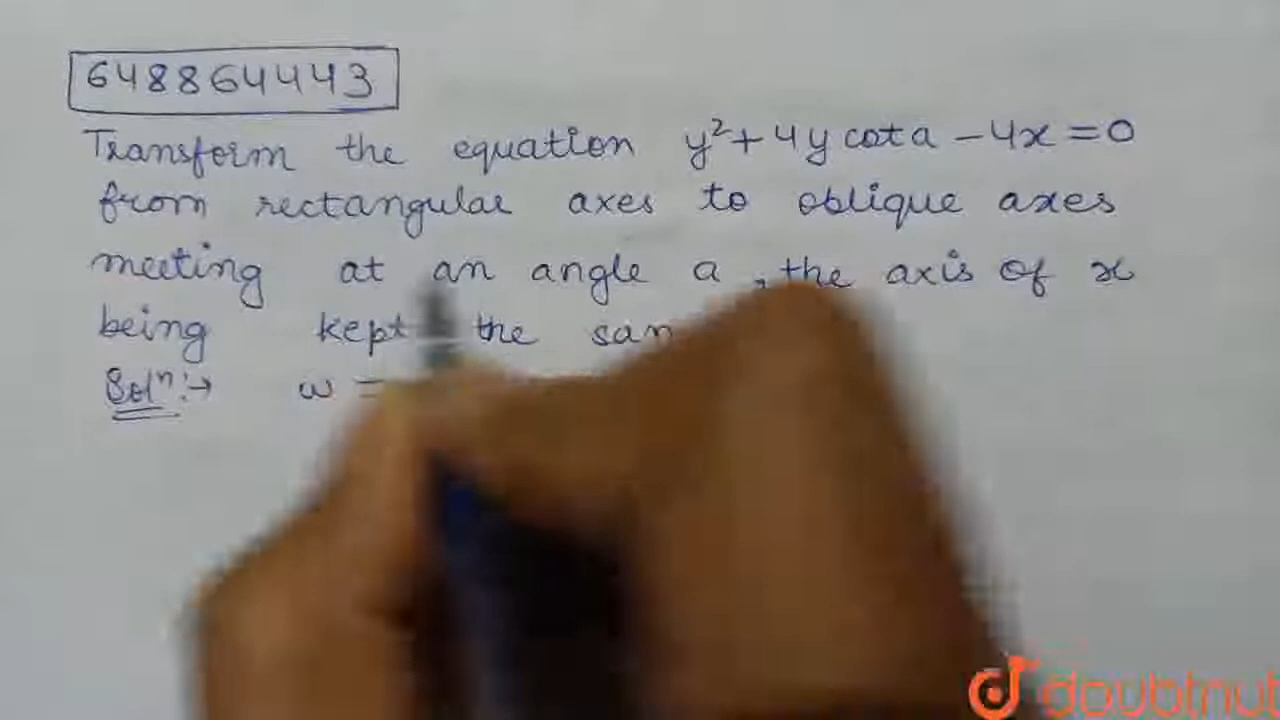 648864443
Transform the equation y²+4y cot a -4x=0
from rectangular axes to oblique axes
meeting at an angle a, the axis of x
being kept the
Solⁿ:→ ω =
doubtnut